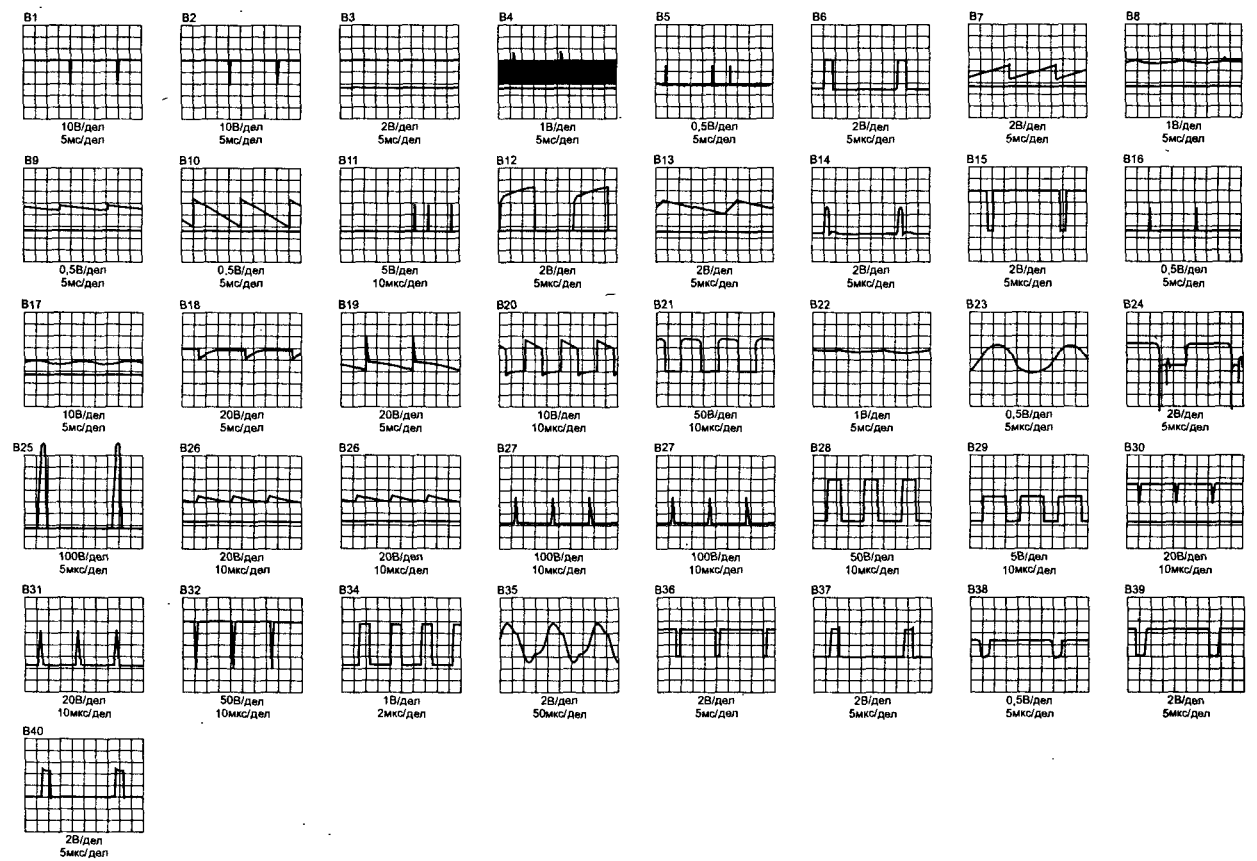 B1 B2 B3 B4 B5 B6 B7 B8
10В/дел 10В/дел 2В/дел 1В/дел 0,5В/дел 2В/дел 2В/дел 1В/дел
5мс/дел 5мс/дел 5мс/дел 5мс/дел 5мс/дел 5мкс/дел 5мс/дел 5мс/дел
B9 B10 B11 B12 B13 B14 B15 B16
0,5В/дел 0,5В/дел 5В/дел 2В/дел 2В/дел 2В/дел 2В/дел 0,5В/дел
5мс/дел 5мс/дел 10мкс/дел 5мкс/дел 5мкс/дел 5мкс/дел 5мкс/дел 5мс/дел
B17 B18 B19 B20 B21 B22 B23 B24
10В/дел 20В/дел 20В/дел 10В/дел 50В/дел 1В/дел 0,5В/дел 2В/дел
5мс/дел 5мс/дел 5мс/дел 10мкс/дел 10мкс/дел 5мс/дел 5мкс/дел 5мкс/дел
B25 B26 B26 B27 B27 B28 B29 B30
100В/дел 20В/дел 20В/дел 100В/дел 100В/дел 50В/дел 5В/дел 20В/дел
5мкс/дел 10мкс/дел 10мкс/дел 10мкс/дел 10мкс/дел 10мкс/дел 10мкс/дел 10мкс/дел
B31 B32 B34 B35 B36 B37 B38 B39
20В/дел 50В/дел 1В/дел 2В/дел 2В/дел 2В/дел 0,5В/дел 2В/дел
10мкс/дел 10мкс/дел 2мкс/дел 50мкс/дел 5мс/дел 5мкс/дел 5мкс/дел 5мкс/дел
B40
2В/дел
5мкс/дел